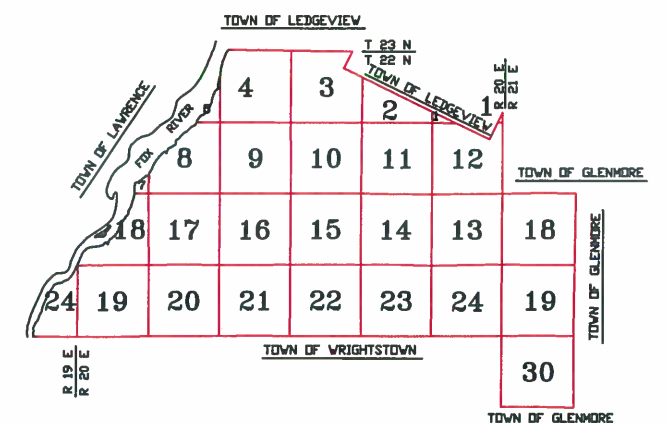 TOWN OF LEDGEVIEW
T 23 N
T 22 N
TOWN OF LEDGEVIEW
R 20 E
R 21 E
TOWN OF LAWRENCE
FOX RIVER
4 3 2 1
8 9 10 11 12
TOWN OF GLENMORE
7
18 17 16 15 14 13 18
TOWN OF GLENMORE
24 19 20 21 22 23 24 19
R 19 E
R 20 E
TOWN OF WRIGHTSTOWN
30
TOWN OF GLENMORE